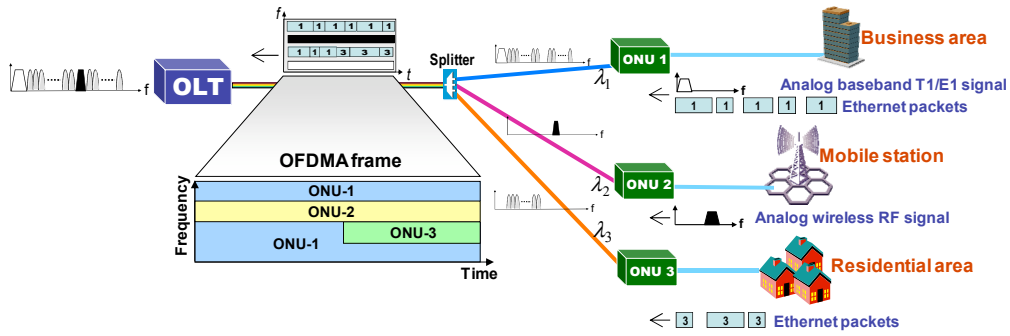 f
1 1 1 1 1 1
1 1 1 3 3 3
t
f
OLT
Splitter
f
λ1
ONU 1
Business area
f
Analog baseband T1/E1 signal
1 1 1 1 1
Ethernet packets
OFDMA frame
Frequency
ONU-1
ONU-2
ONU-1
ONU-3
Time
f
λ2
ONU 2
Mobile station
f
Analog wireless RF signal
f
λ3
ONU 3
Residential area
3 3 3
Ethernet packets